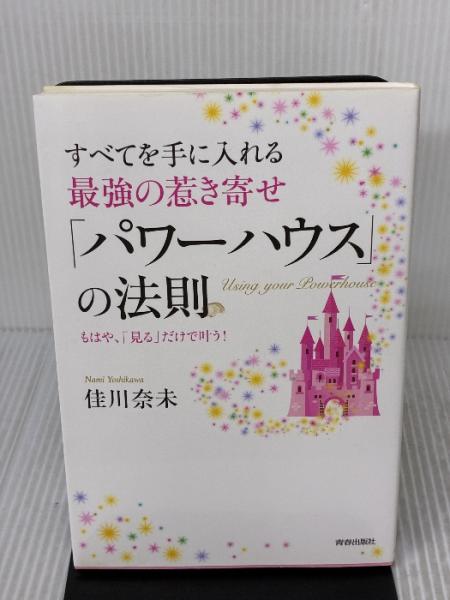 すべてを手に入れる
最強の惹き寄せ
「パワーハウス」
の法則
Using your Powerhouse
もはや、「見る」だけで叶う!
Nami Yoshikawa
佳川奈未
青春出版社